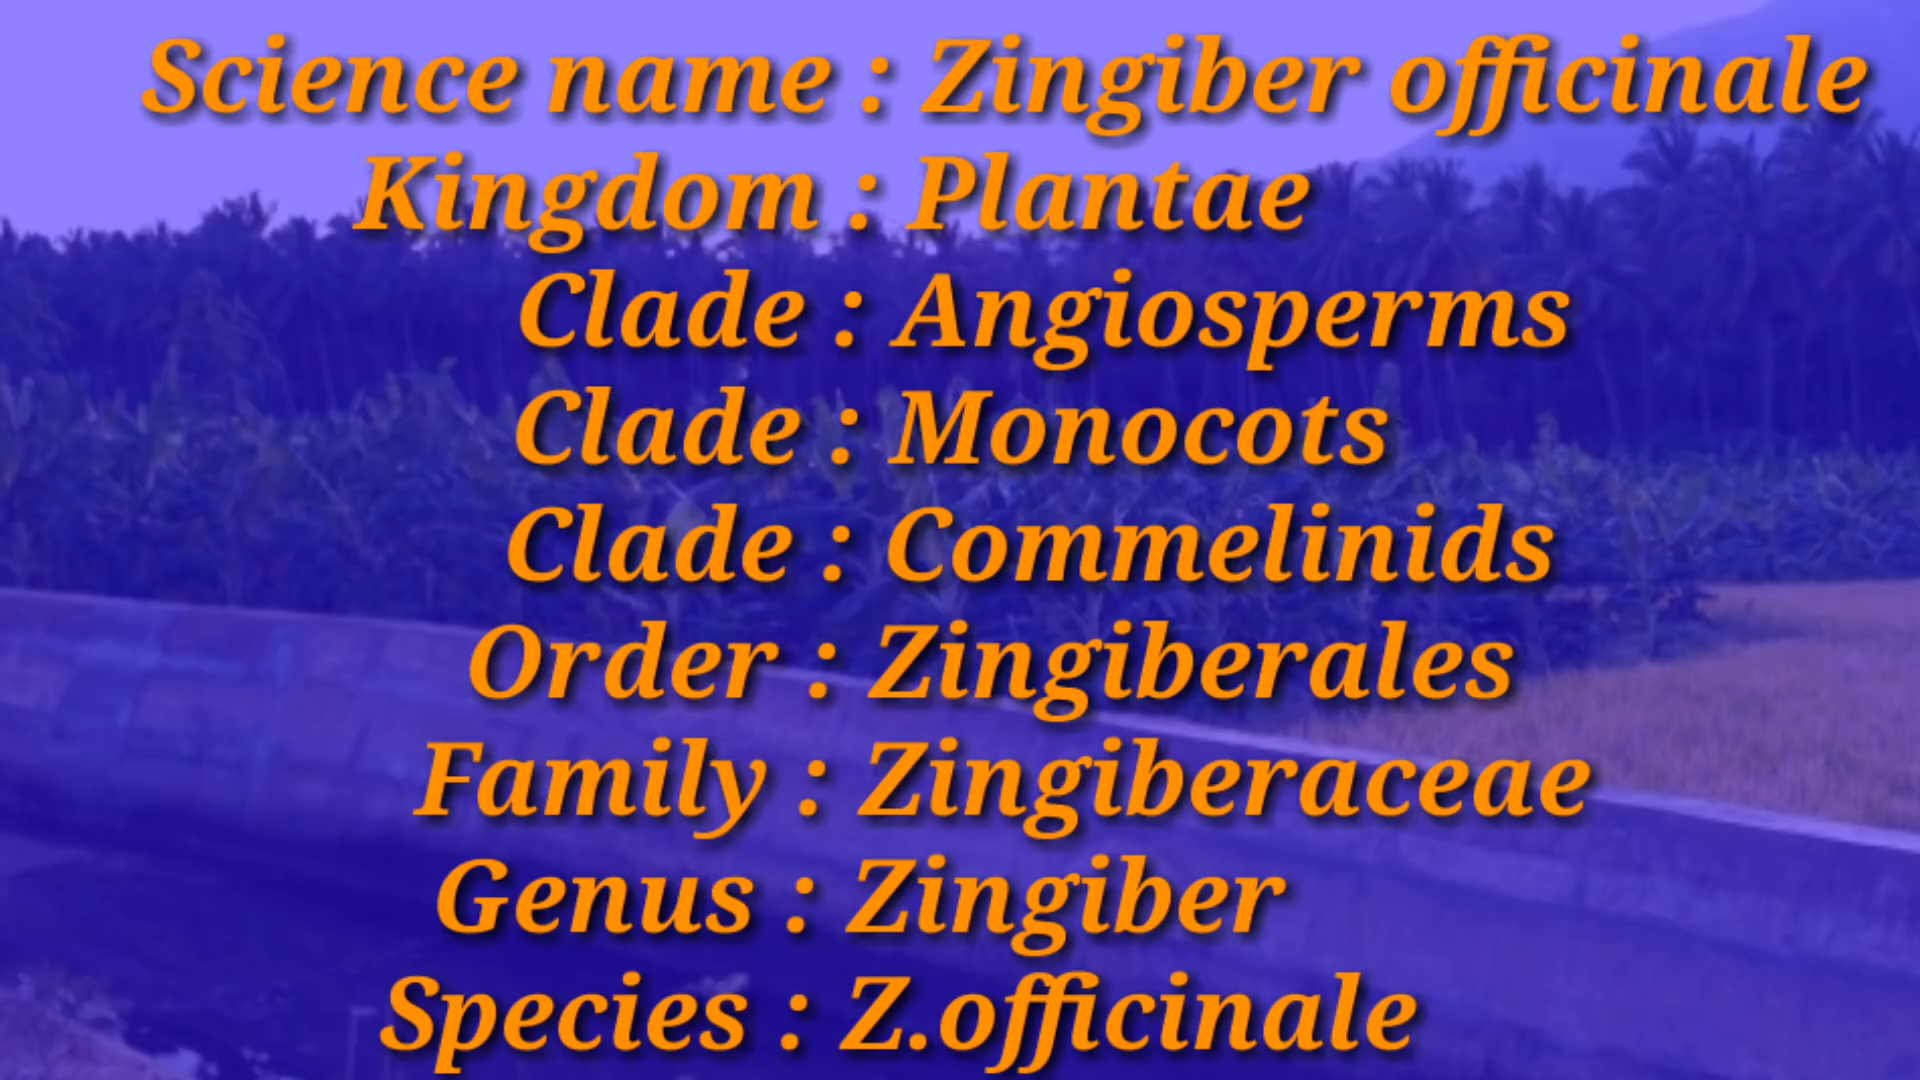 Science name : Zingiber officinale
Kingdom : Plantae
Clade : Angiosperms
Clade : Monocots
Clade : Commelinids
Order : Zingiberales
Family : Zingiberaceae
Genus : Zingiber
Species : Z.officinale